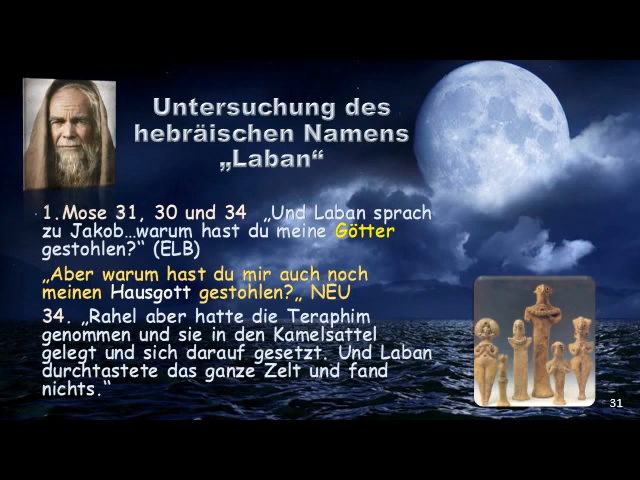 Untersuchung des
hebräischen Namens
„Laban“
1.Mose 31, 30 und 34 „Und Laban sprach
zu Jakob…warum hast du meine Götter
gestohlen?“ (ELB)
„Aber warum hast du mir auch noch
meinen Hausgott gestohlen?„ NEU
34. „Rahel aber hatte die Teraphim
genommen und sie in den Kamelsattel
gelegt und sich darauf gesetzt. Und Laban
durchtastete das ganze Zelt und fand
nichts.“
31